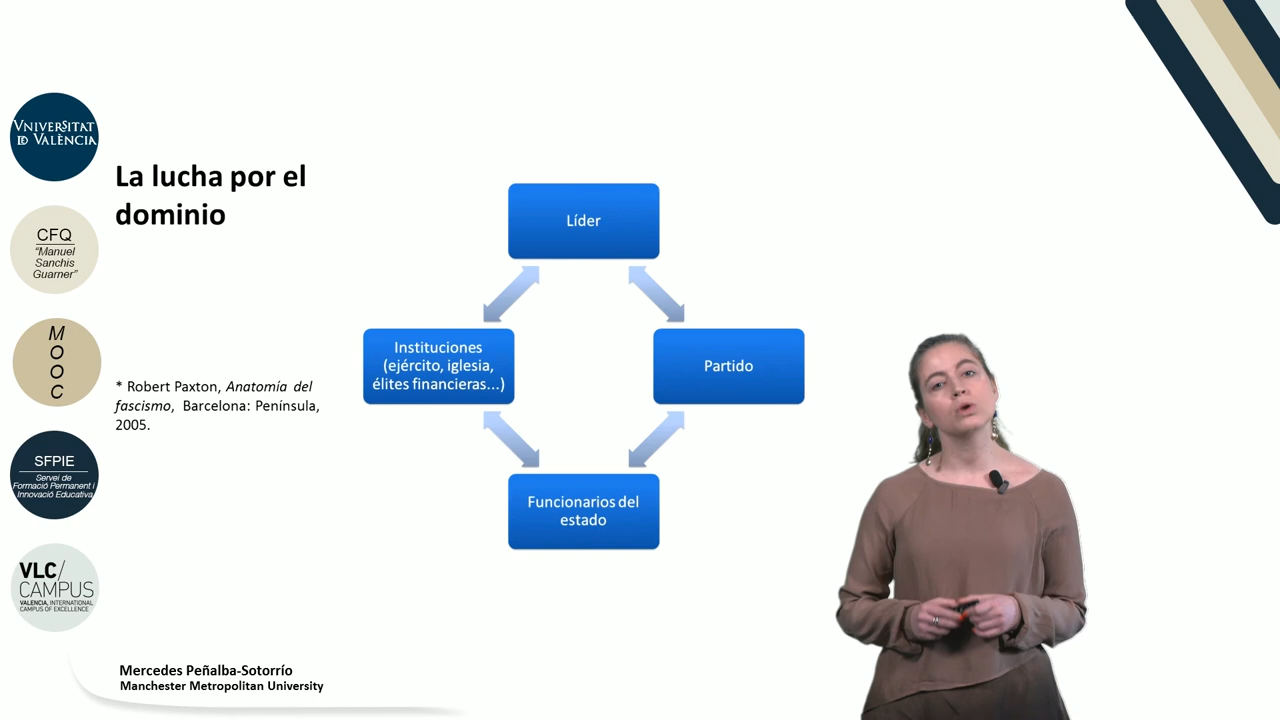 VNIVERSITAT
ID VALÈNCIA
CFQ
“Manuel
Sanchis
Guarner”
M
O
O
C
SFPIE
Servei de
Formació Permanent i
Innovació Educativa
VLC/
CAMPUS
VALENCIA, INTERNATIONAL
CAMPUS OF EXCELLENCE
La lucha por el
dominio
* Robert Paxton, Anatomía del
fascismo, Barcelona: Península,
2005.
Líder
Instituciones
(ejército, iglesia,
élites financieras...)
Partido
Funcionarios del
estado
Mercedes Peñalba-Sotorrío
Manchester Metropolitan University